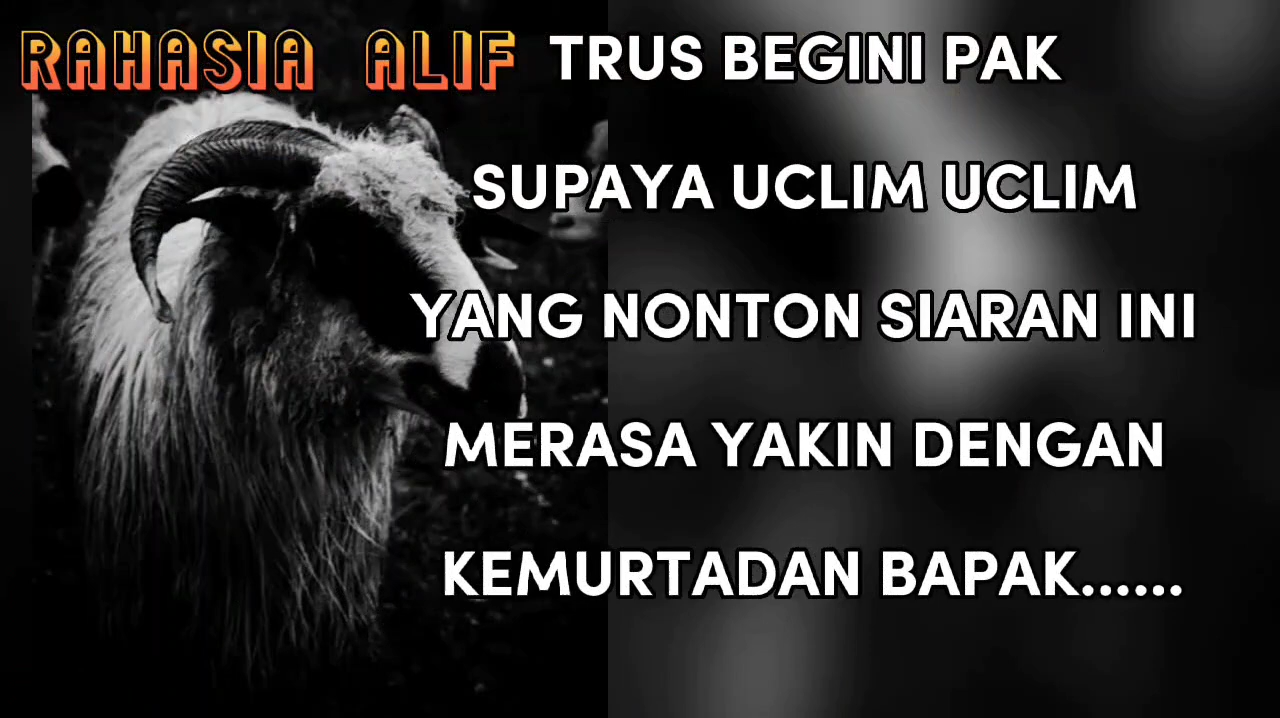 RAHASIA ALIF
TRUS BEGINI PAK
SUPAYA UCLIM UCLIM
YANG NONTON SIARAN INI
MERASA YAKIN DENGAN
KEMURTADAN BAPAK......